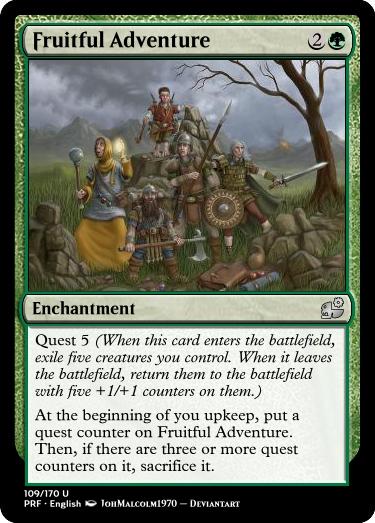 Fruitful Adventure 2
Enchantment
Quest 5 (When this card enters the battlefield,
exile five creatures you control. When it leaves
the battlefield, return them to the battlefield
with five +1/+1 counters on them.)
At the beginning of you upkeep, put a
quest counter on Fruitful Adventure.
Then, if there are three or more quest
counters on it, sacrifice it.
109/170 U
PRF • English JohMalcolm1970 – Deviantart